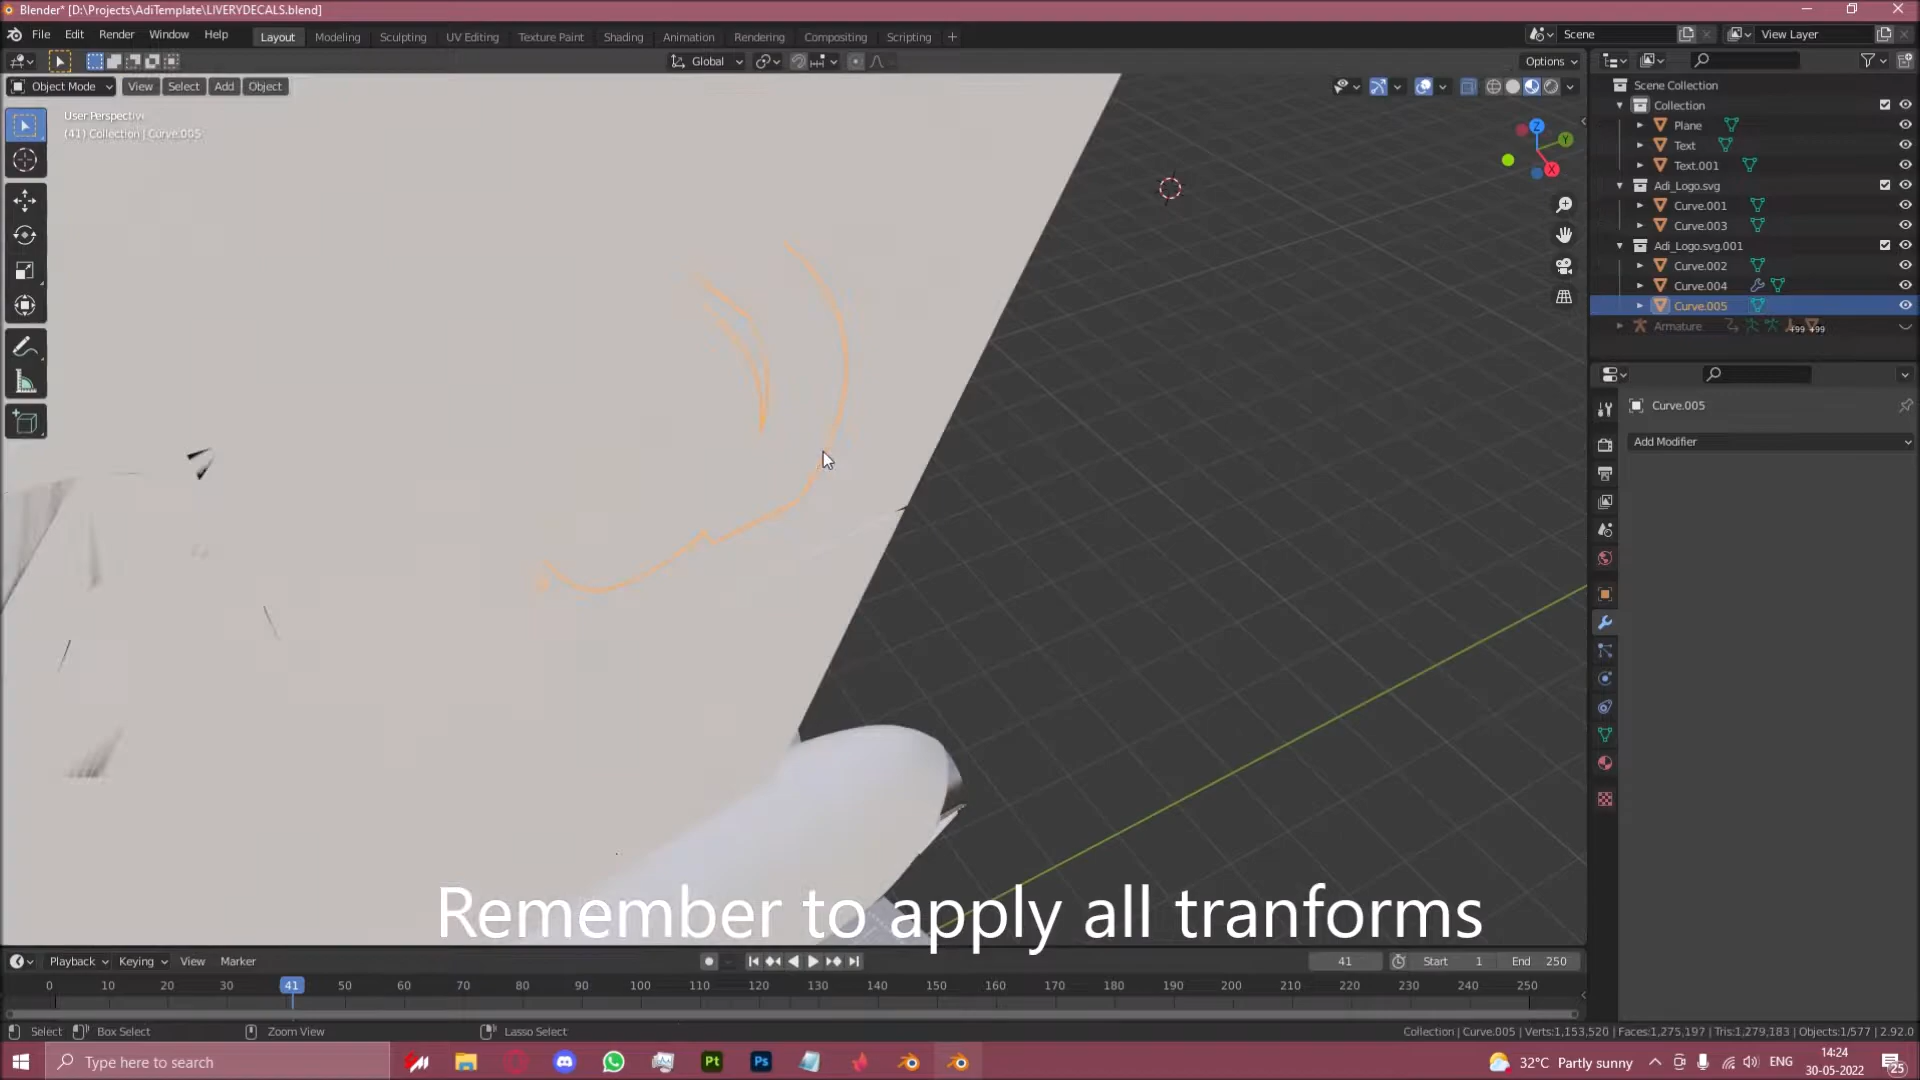 Blender* [D:\Projects\AdiTemplate\LIVERYDECALS.blend]
File Edit Render Window Help
Layout Modeling Sculpting UV Editing Texture Paint Shading Animation Rendering Compositing Scripting +
Scene
View Layer
Global
Options
Object Mode View Select Add Object
User Perspective
(41) Collection | Curve.005
Z
Y
X
Scene Collection
Collection
Plane
Text
Text.001
Adi_Logo.svg
Curve.001
Curve.003
Adi_Logo.svg.001
Curve.002
Curve.004
Curve.005
Armature
499 499
Curve.005
Add Modifier
Remember to apply all tranforms
Playback Keying View Marker
41 Start 1 End 250
0 10 20 30 41 50 60 70 80 90 100 110 120 130 140 150 160 170 180 190 200 210 220 230 240 250
Select Box Select Zoom View Lasso Select
Collection | Curve.005 | Verts:1,153,520 | Faces:1,275,197 | Tris:1,279,183 | Objects:1/577 | 2.92.0
Type here to search
Pt
Ps
32°C Partly sunny
ENG
14:24
30-05-2022
25